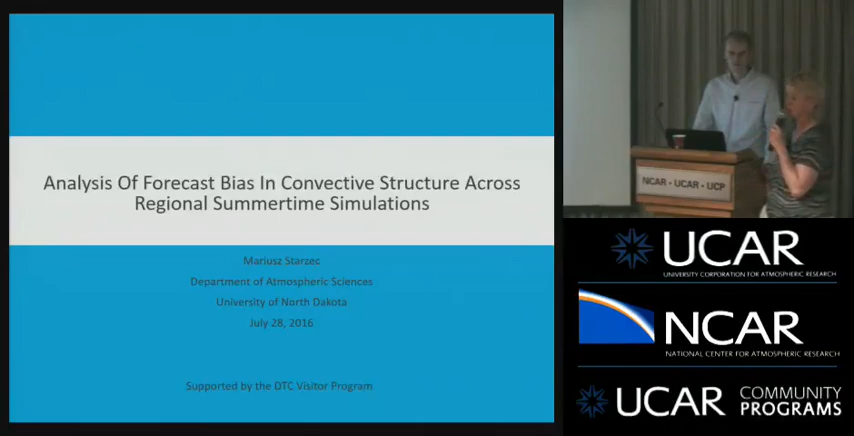 Analysis Of Forecast Bias In Convective Structure Across
Regional Summertime Simulations
Mariusz Starzec
Department of Atmospheric Sciences
University of North Dakota
July 28, 2016
Supported by the DTC Visitor Program
NCAR • UCAR • UCP
UCAR
UNIVERSITY CORPORATION FOR ATMOSPHERIC RESEARCH
NCAR
NATIONAL CENTER FOR ATMOSPHERIC RESEARCH
UCAR COMMUNITY
PROGRAMS